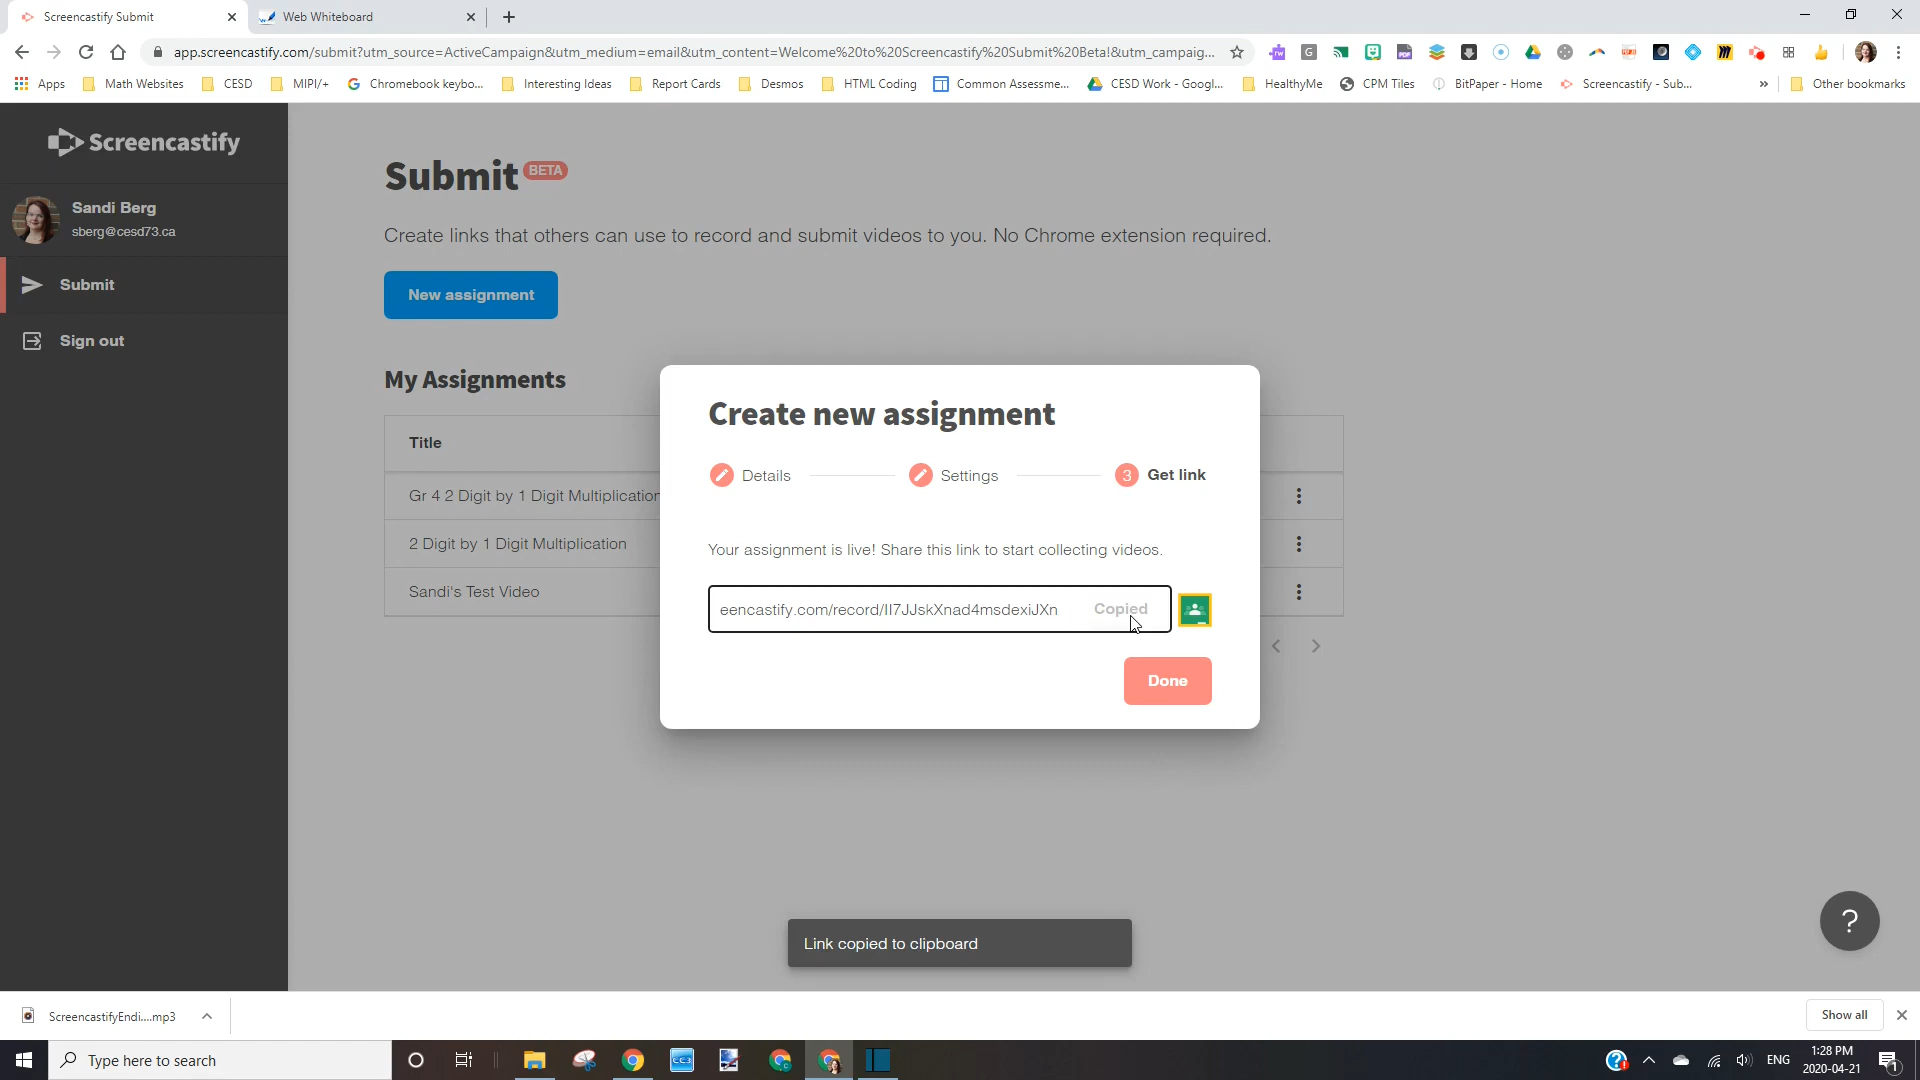 Screencastify Submit
Web Whiteboard
app.screencastify.com/submit?utm_source=ActiveCampaign&utm_medium=email&utm_content=Welcome%20to%20Screencastify%20Submit%20Beta!&utm_campaig...
Apps
Math Websites
CESD
MIPI/+
Chromebook keybo...
Interesting Ideas
Report Cards
Desmos
HTML Coding
Common Assessme...
CESD Work - Googl...
HealthyMe
CPM Tiles
BitPaper - Home
Screencastify - Sub...
»
Other bookmarks
Screencastify
Sandi Berg
sberg@cesd73.ca
Submit
Sign out
Submit BETA
Create links that others can use to record and submit videos to you. No Chrome extension required.
New assignment
My Assignments
Title
Gr 4 2 Digit by 1 Digit Multiplication
2 Digit by 1 Digit Multiplication
Sandi's Test Video
Create new assignment
Details
Settings
3 Get link
Your assignment is live! Share this link to start collecting videos.
eencastify.com/record/II7JJskXnad4msdexiJXn
Copied
Done
Link copied to clipboard
?
ScreencastifyEndi....mp3
Show all
Type here to search
ENG
1:28 PM
2020-04-21
1